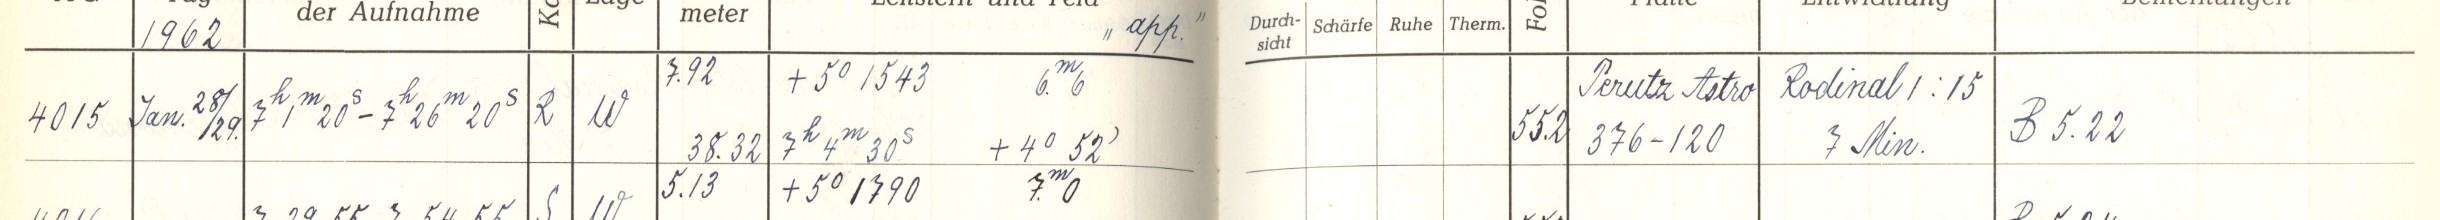 der Aufnahme
meter
1962
„ app. “
Durch-
sicht
Schärfe Ruhe Therm.
7.92 + 5° 1543 6.ᵐ6
4015 Jan. 28/29. 7ʰ 1ᵐ 20ˢ – 7ʰ 26ᵐ 20ˢ R W
38.32 7ʰ 4ᵐ 30ˢ + 4° 52'
55.2 Perutz Astro Rodinal 1 : 15
376-120 7 Min. B 5.22
5.13 + 5° 1790 7.ᵐ0